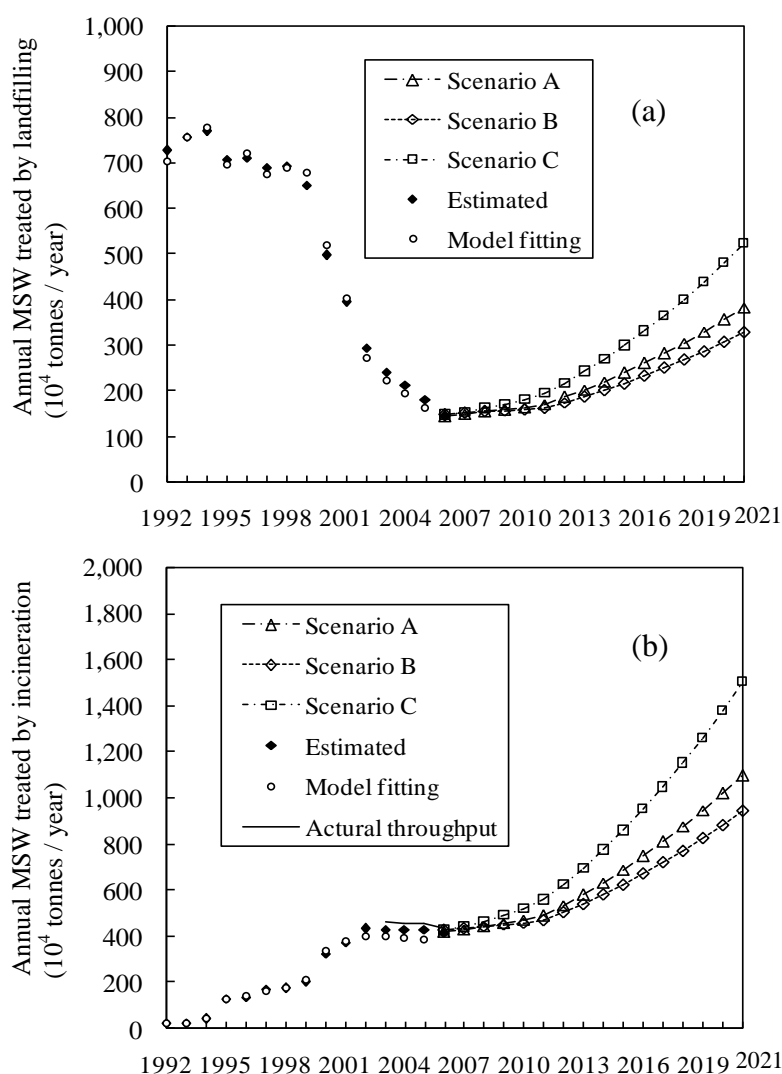 1,000
900
800
700
600
500
400
300
200
100
0
Annual MSW treated by landfilling
(10⁴ tonnes / year)
Scenario A
Scenario B
Scenario C
Estimated
Model fitting
(a)
1992 1995 1998 2001 2004 2007 2010 2013 2016 2019 2021
2,000
1,800
1,600
1,400
1,200
1,000
800
600
400
200
0
Annual MSW treated by incineration
(10⁴ tonnes / year)
Scenario A
Scenario B
Scenario C
Estimated
Model fitting
Actural throughput
(b)
1992 1995 1998 2001 2004 2007 2010 2013 2016 2019 2021